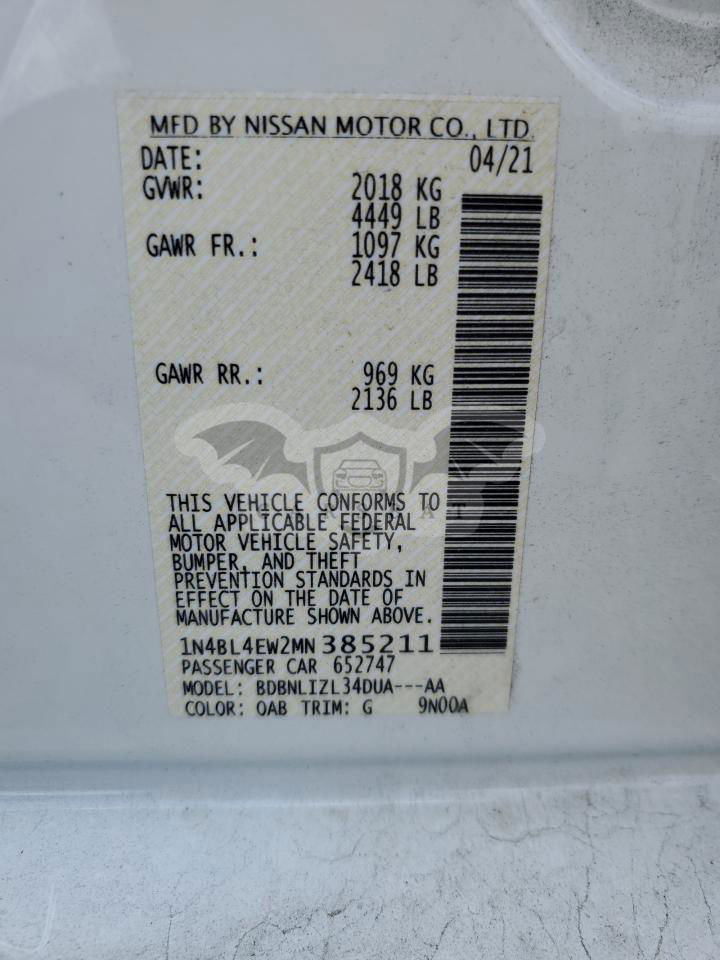 MFD BY NISSAN MOTOR CO., LTD.
DATE: 04/21
GVWR: 2018 KG
4449 LB
GAWR FR.: 1097 KG
2418 LB
GAWR RR.: 969 KG
2136 LB
THIS VEHICLE CONFORMS TO
ALL APPLICABLE FEDERAL
MOTOR VEHICLE SAFETY,
BUMPER, AND THEFT
PREVENTION STANDARDS IN
EFFECT ON THE DATE OF
MANUFACTURE SHOWN ABOVE.
1N4BL4EW2MN385211
PASSENGER CAR 652747
MODEL: BDBNLIZL34DUA---AA
COLOR: QAB TRIM: G 9N00A